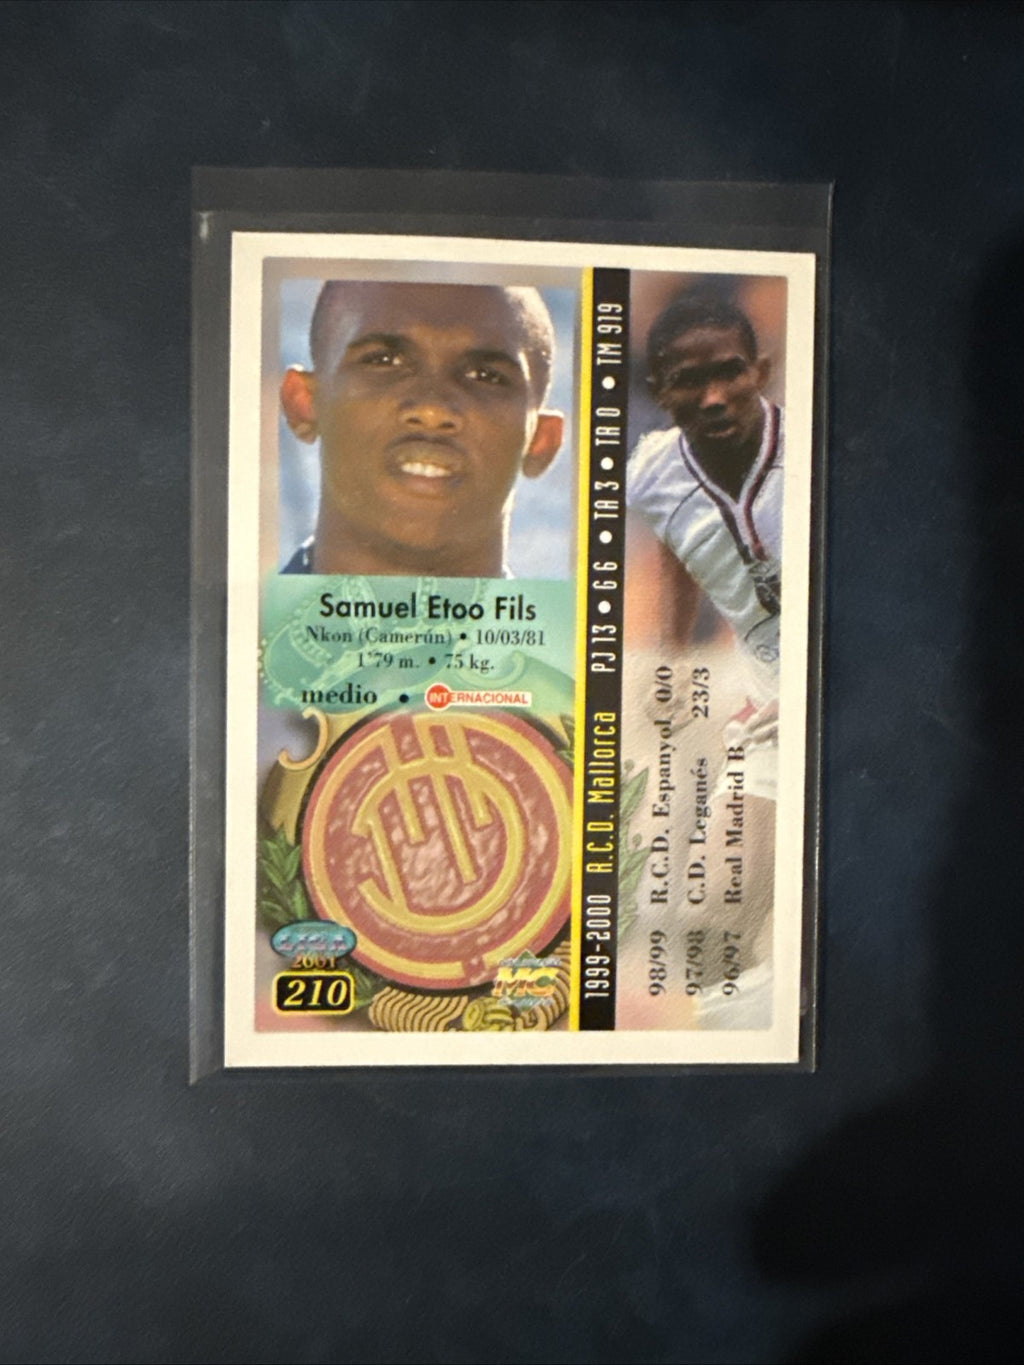 Samuel Etoo Fils
Nkon (Camerún) • 10/03/81
1'79 m. • 75 kg.
medio • INTERNACIONAL
LIGA
2001
210
MC
1999-2000 R.C.D. Mallorca PJ 13 • G 6 • TA 3 • TR 0 • TM 919
98/99 R.C.D. Espanyol 0/0
97/98 C.D. Leganés 23/3
96/97 Real Madrid B